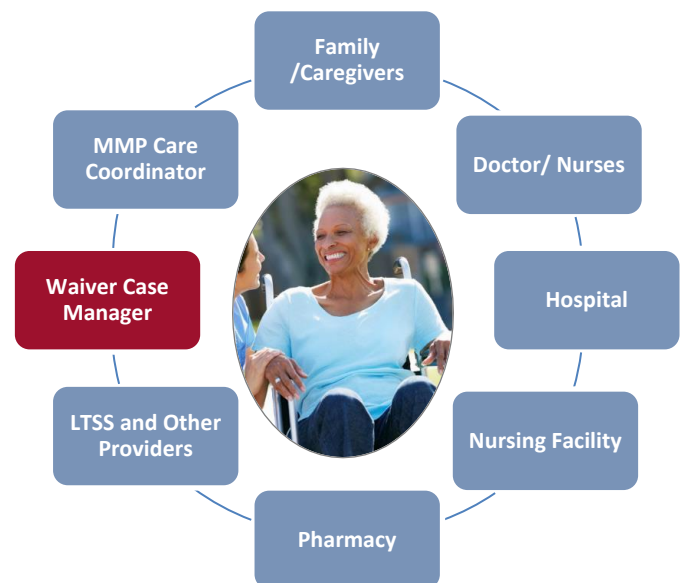 Family
/Caregivers
MMP Care
Coordinator
Doctor/ Nurses
Waiver Case
Manager
Hospital
LTSS and Other
Providers
Nursing Facility
Pharmacy